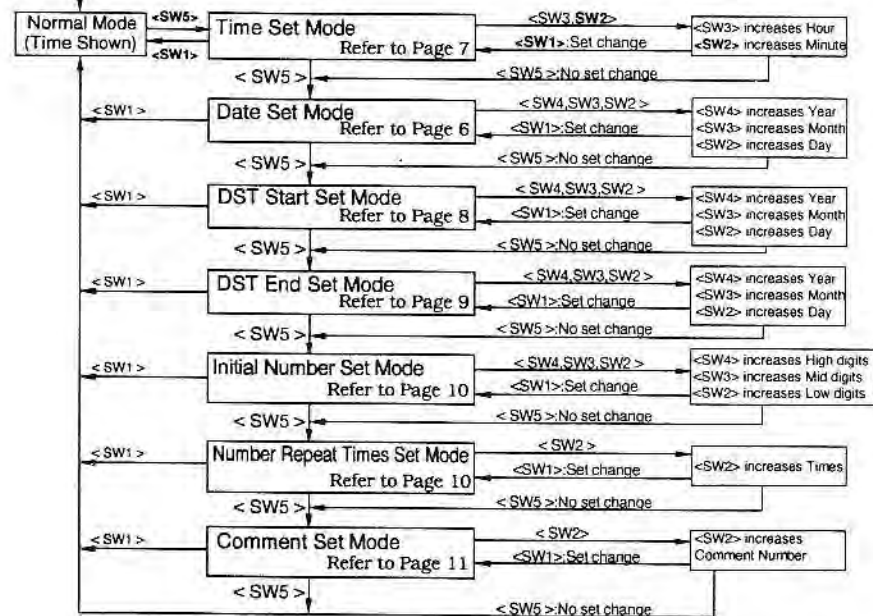 Normal Mode
(Time Shown)
<SW5>
<SW1>
Time Set Mode
Refer to Page 7
<SW3,SW2>
<SW1>:Set change
<SW3> increases Hour
<SW2> increases Minute
< SW5 >
< SW5 >:No set change
< SW1 >
Date Set Mode
Refer to Page 6
< SW4,SW3,SW2 >
<SW1>:Set change
<SW4> increases Year
<SW3> increases Month
<SW2> increases Day
< SW5 >
<SW5 >:No set change
<SW1 >
DST Start Set Mode
Refer to Page 8
< SW4,SW3,SW2 >
<SW1>:Set change
<SW4> increases Year
<SW3> increases Month
<SW2> increases Day
< SW5 >
<SW5 >:No set change
<SW1 >
DST End Set Mode
Refer to Page 9
< SW4,SW3,SW2 >
<SW1>:Set change
<SW4> increases Year
<SW3> increases Month
<SW2> increases Day
< SW5 >
<SW5 >:No set change
<SW1 >
Initial Number Set Mode
Refer to Page 10
<SW4,SW3,SW2 >
<SW1>:Set change
<SW4> increases High digits
<SW3> increases Mid digits
<SW2> increases Low digits
< SW5 >
<SW5 >:No set change
<SW1 >
Number Repeat Times Set Mode
Refer to Page 10
<SW2 >
<SW1>:Set change
<SW2> increases Times
< SW5 >
<SW5 >:No set change
<SW1 >
Comment Set Mode
Refer to Page 11
< SW2>
<SW1>:Set change
<SW2> increases
Comment Number
< SW5 >
<SW5 >:No set change